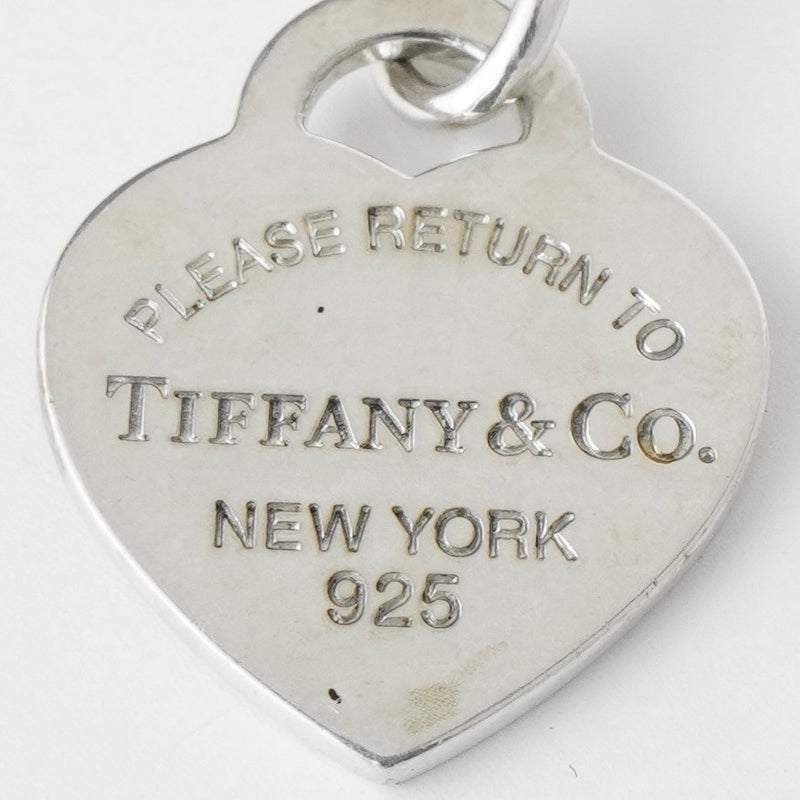 PLEASE RETURN TO
TIFFANY & CO.
NEW YORK
925